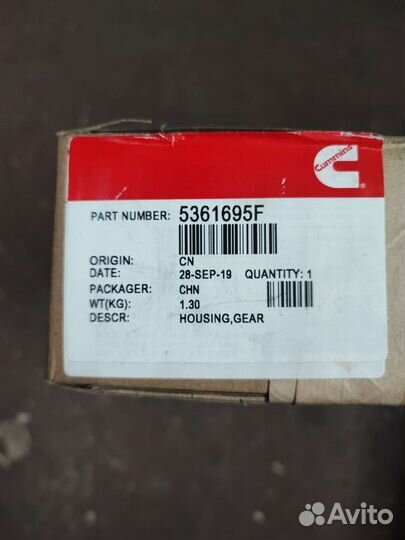 Cummins
PART NUMBER: 5361695F
ORIGIN: CN
DATE: 28-SEP-19 QUANTITY: 1
PACKAGER: CHN
WT(KG): 1.30
DESCR: HOUSING,GEAR
Avito